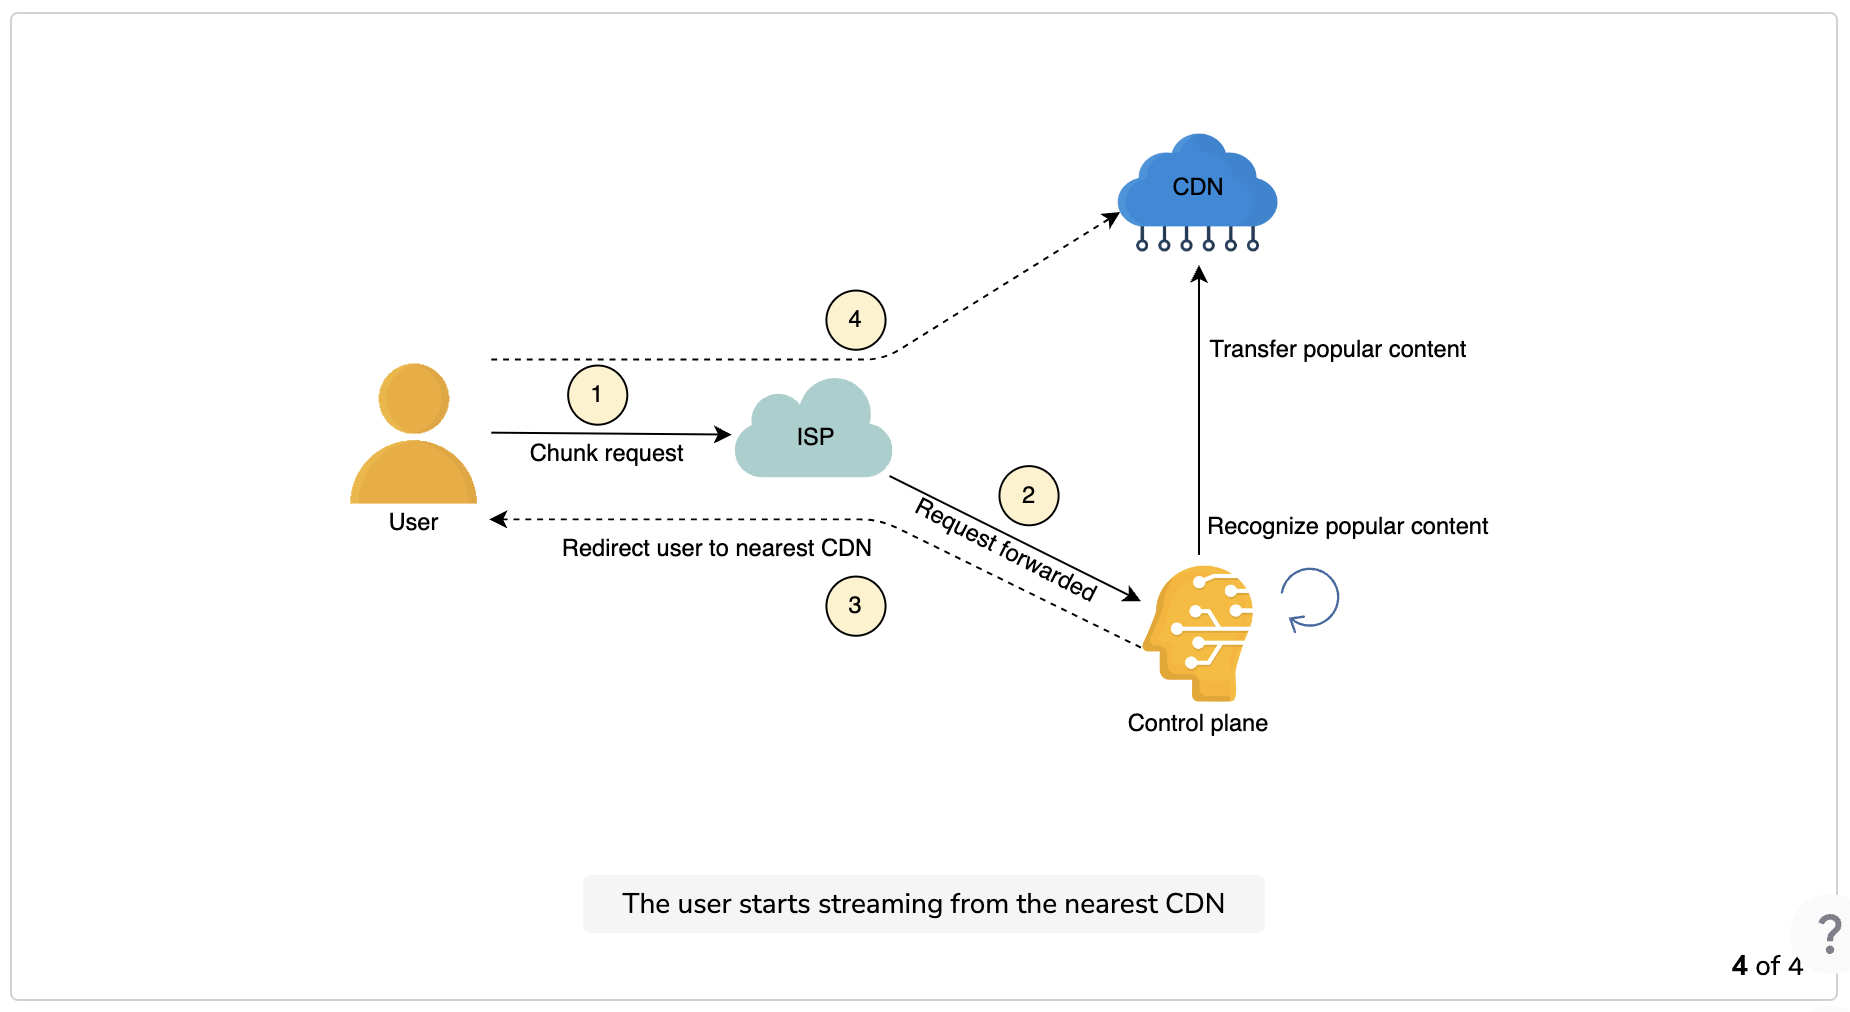 CDN
4
Transfer popular content
1
ISP
Chunk request
2
Request forwarded
User
Recognize popular content
Redirect user to nearest CDN
3
Control plane
The user starts streaming from the nearest CDN
?
4 of 4